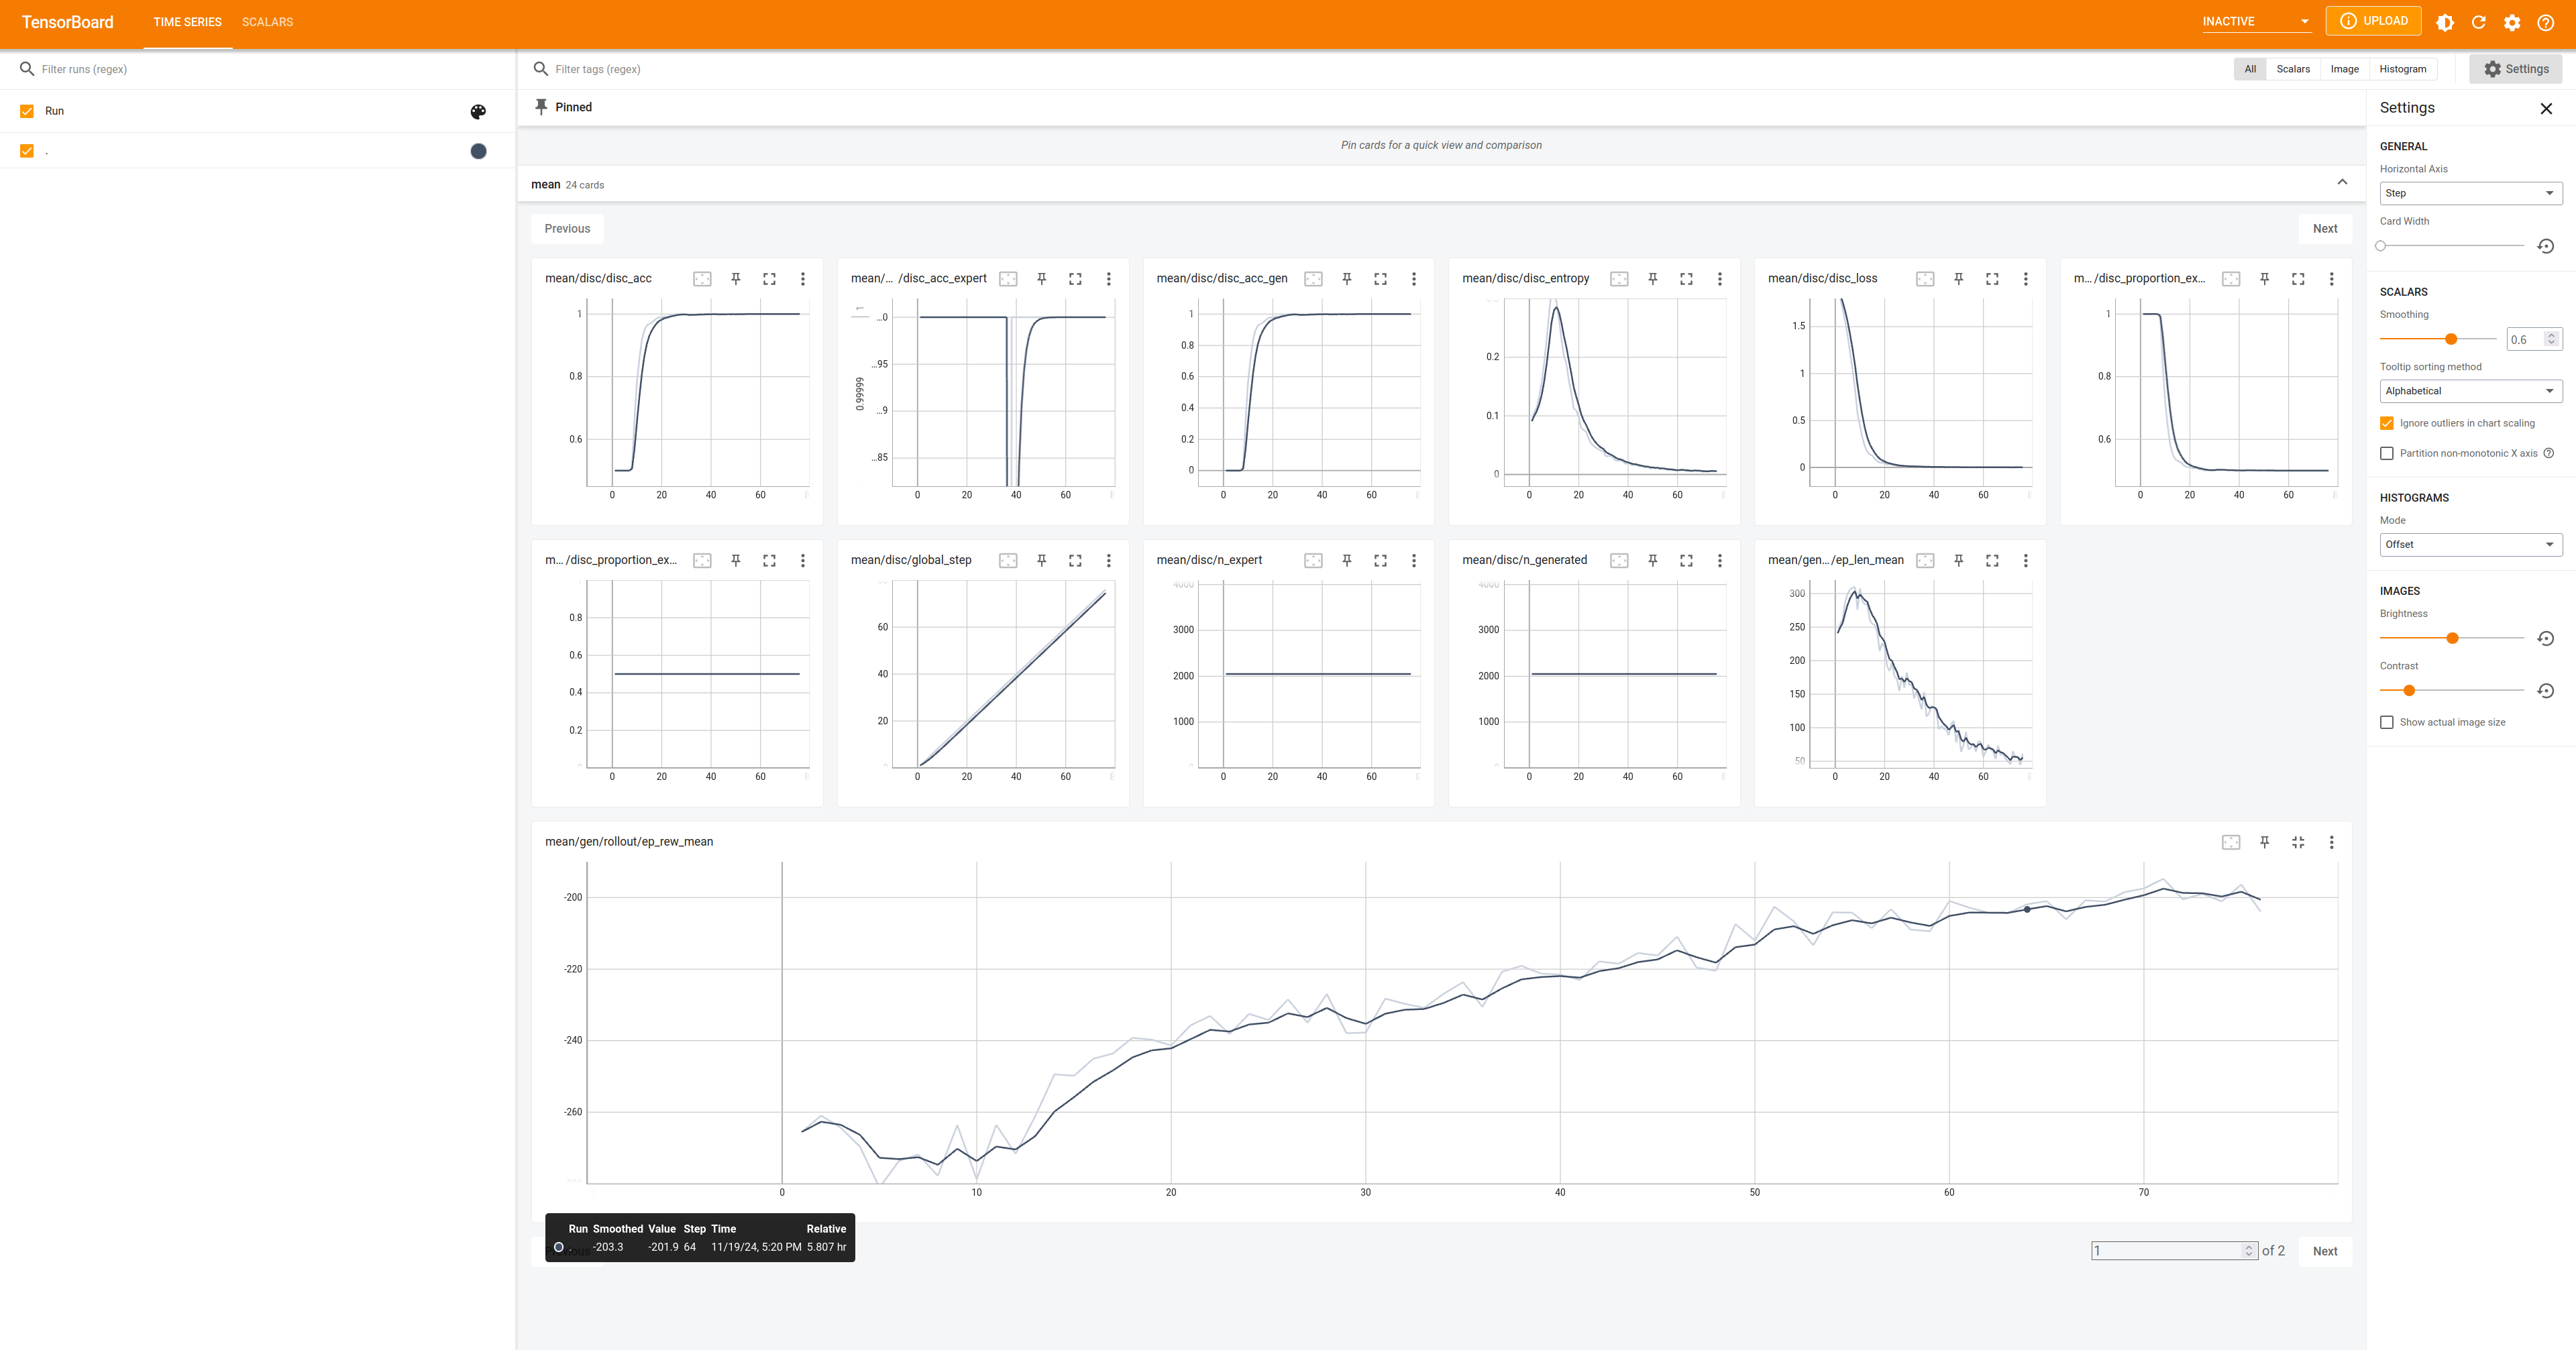 TensorBoard TIME SERIES SCALARS INACTIVE UPLOAD
Filter runs (regex)
Run
.
Filter tags (regex) All Scalars Image Histogram Settings
Pinned
Pin cards for a quick view and comparison
mean 24 cards
Previous Next
mean/disc/disc_acc
1
0.8
0.6
0 20 40 60
mean/... /disc_acc_expert
1
0.99999
...0
...95
...9
...85
0 20 40 60
mean/disc/disc_acc_gen
1
0.8
0.6
0.4
0.2
0
0 20 40 60
mean/disc/disc_entropy
0.2
0.1
0
0 20 40 60
mean/disc/disc_loss
1.5
1
0.5
0
0 20 40 60
m... /disc_proportion_ex...
1
0.8
0.6
0 20 40 60
m... /disc_proportion_ex...
0.8
0.6
0.4
0.2
0 20 40 60
mean/disc/global_step
60
40
20
0 20 40 60
mean/disc/n_expert
4000
3000
2000
1000
0 20 40 60
mean/disc/n_generated
4000
3000
2000
1000
0 20 40 60
mean/gen... /ep_len_mean
300
250
200
150
100
50
0 20 40 60
mean/gen/rollout/ep_rew_mean
-200
-220
-240
-260
0 10 20 30 40 50 60 70
Run Smoothed Value Step Time Relative
. -203.3 -201.9 64 11/19/24, 5:20 PM 5.807 hr
1 of 2 Next
Settings
GENERAL
Horizontal Axis
Step
Card Width
SCALARS
Smoothing
0.6
Tooltip sorting method
Alphabetical
Ignore outliers in chart scaling
Partition non-monotonic X axis
HISTOGRAMS
Mode
Offset
IMAGES
Brightness
Contrast
Show actual image size